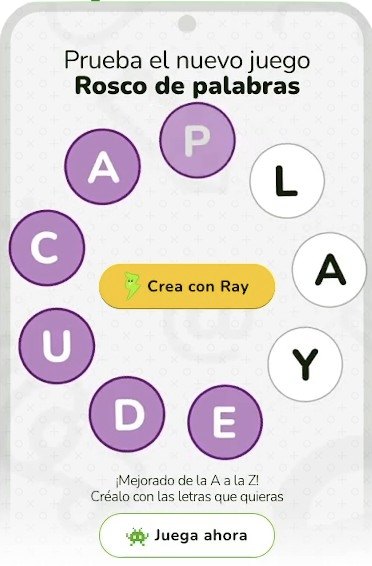 Prueba el nuevo juego
Rosco de palabras
P
L
A
Y
E
D
U
C
A
Crea con Ray
¡Mejorado de la A a la Z!
Créalo con las letras que quieras
Juega ahora